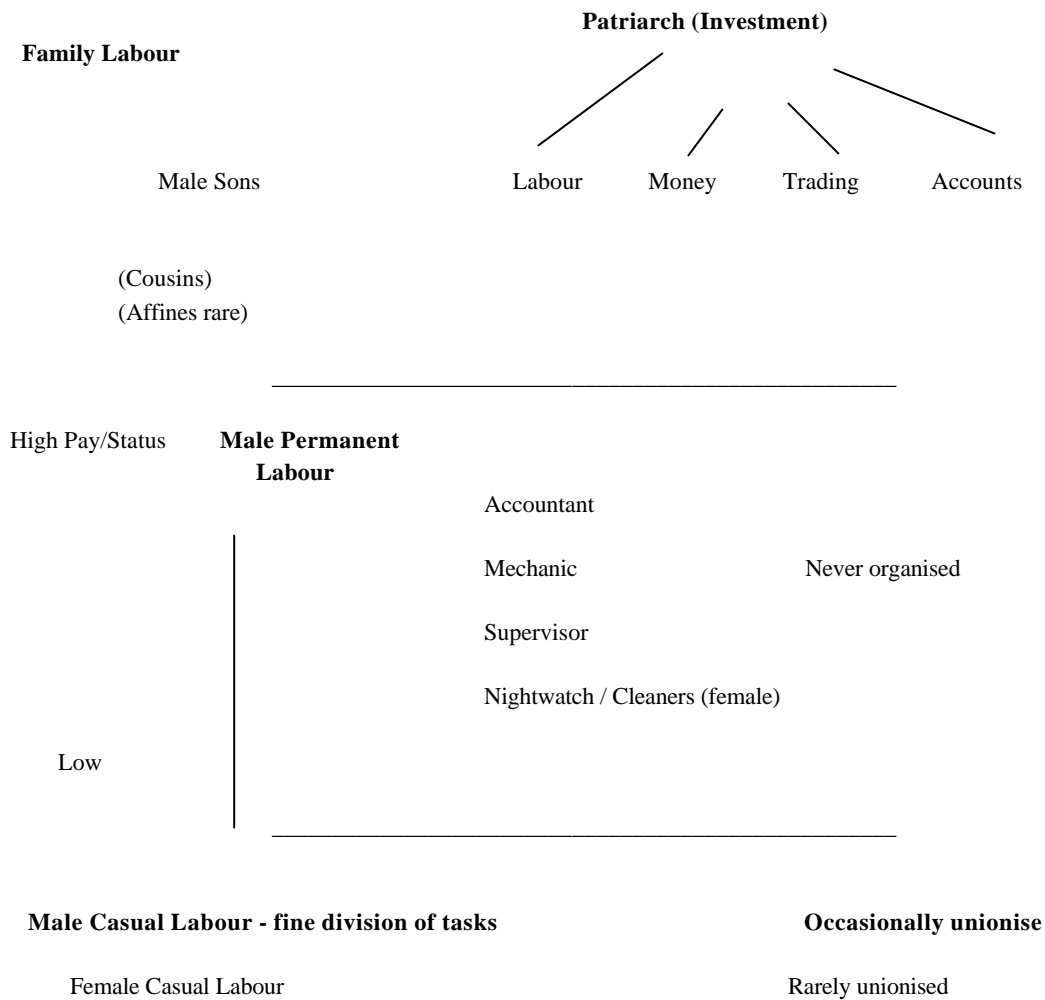 Patriarch (Investment)
Family Labour
Male Sons Labour Money Trading Accounts
(Cousins)
(Affines rare)
High Pay/Status Male Permanent
Labour
Accountant
Mechanic Never organised
Supervisor
Nightwatch / Cleaners (female)
Low
Male Casual Labour - fine division of tasks Occasionally unionise
Female Casual Labour Rarely unionised